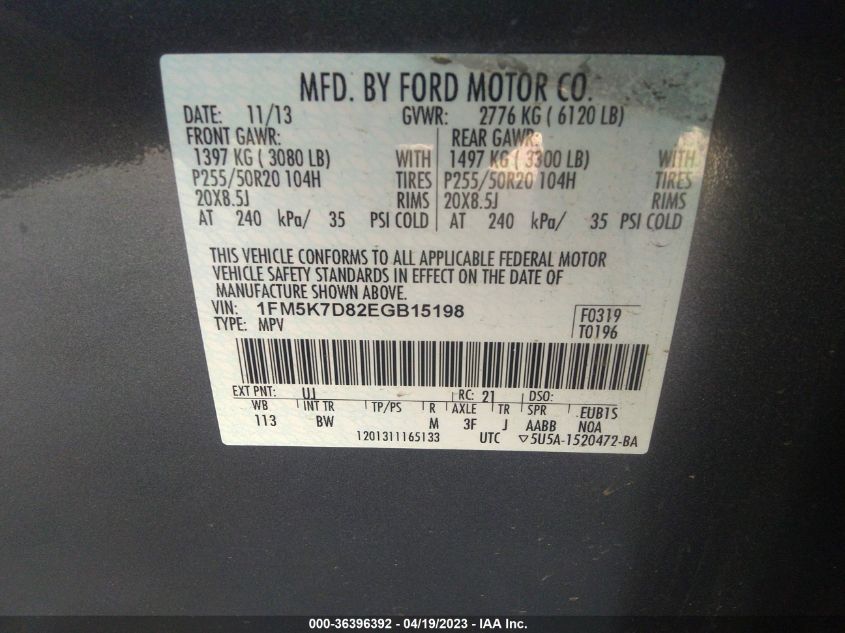 MFD. BY FORD MOTOR CO.
DATE: 11/13 GVWR: 2776 KG ( 6120 LB)
FRONT GAWR: REAR GAWR:
1397 KG ( 3080 LB) WITH 1497 KG ( 3300 LB) WITH
P255/50R20 104H TIRES P255/50R20 104H TIRES
20X8.5J RIMS 20X8.5J RIMS
AT 240 kPa/ 35 PSI COLD AT 240 kPa/ 35 PSI COLD
THIS VEHICLE CONFORMS TO ALL APPLICABLE FEDERAL MOTOR
VEHICLE SAFETY STANDARDS IN EFFECT ON THE DATE OF
MANUFACTURE SHOWN ABOVE.
VIN: 1FM5K7D82EGB15198 F0319
TYPE: MPV T0196
EXT PNT: UJ RC: 21 DSO:
WB INT TR TP/PS R AXLE TR SPR EUB1S
113 BW M 3F J AABB NOA
1201311165133 UTC ▽5U5A-1520472-BA
000-36396392 - 04/19/2023 - IAA Inc.